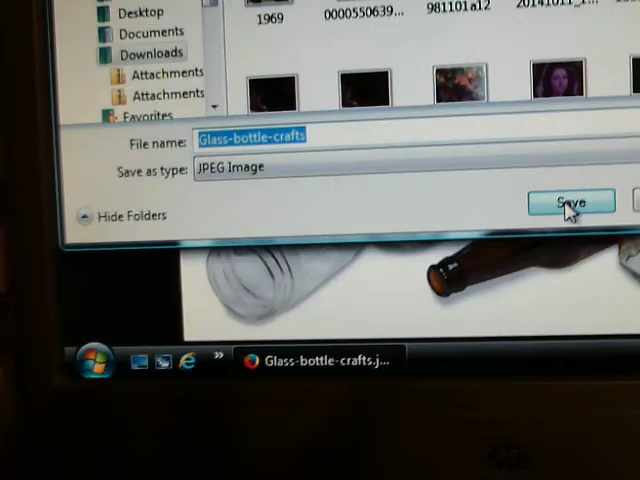 Desktop
Documents
Downloads
Attachments
Attachments
Favorites
1969
0000550639...
981101a12
File name:
Glass-bottle-crafts
Save as type:
JPEG Image
Hide Folders
Save
»
Glass-bottle-crafts.j...